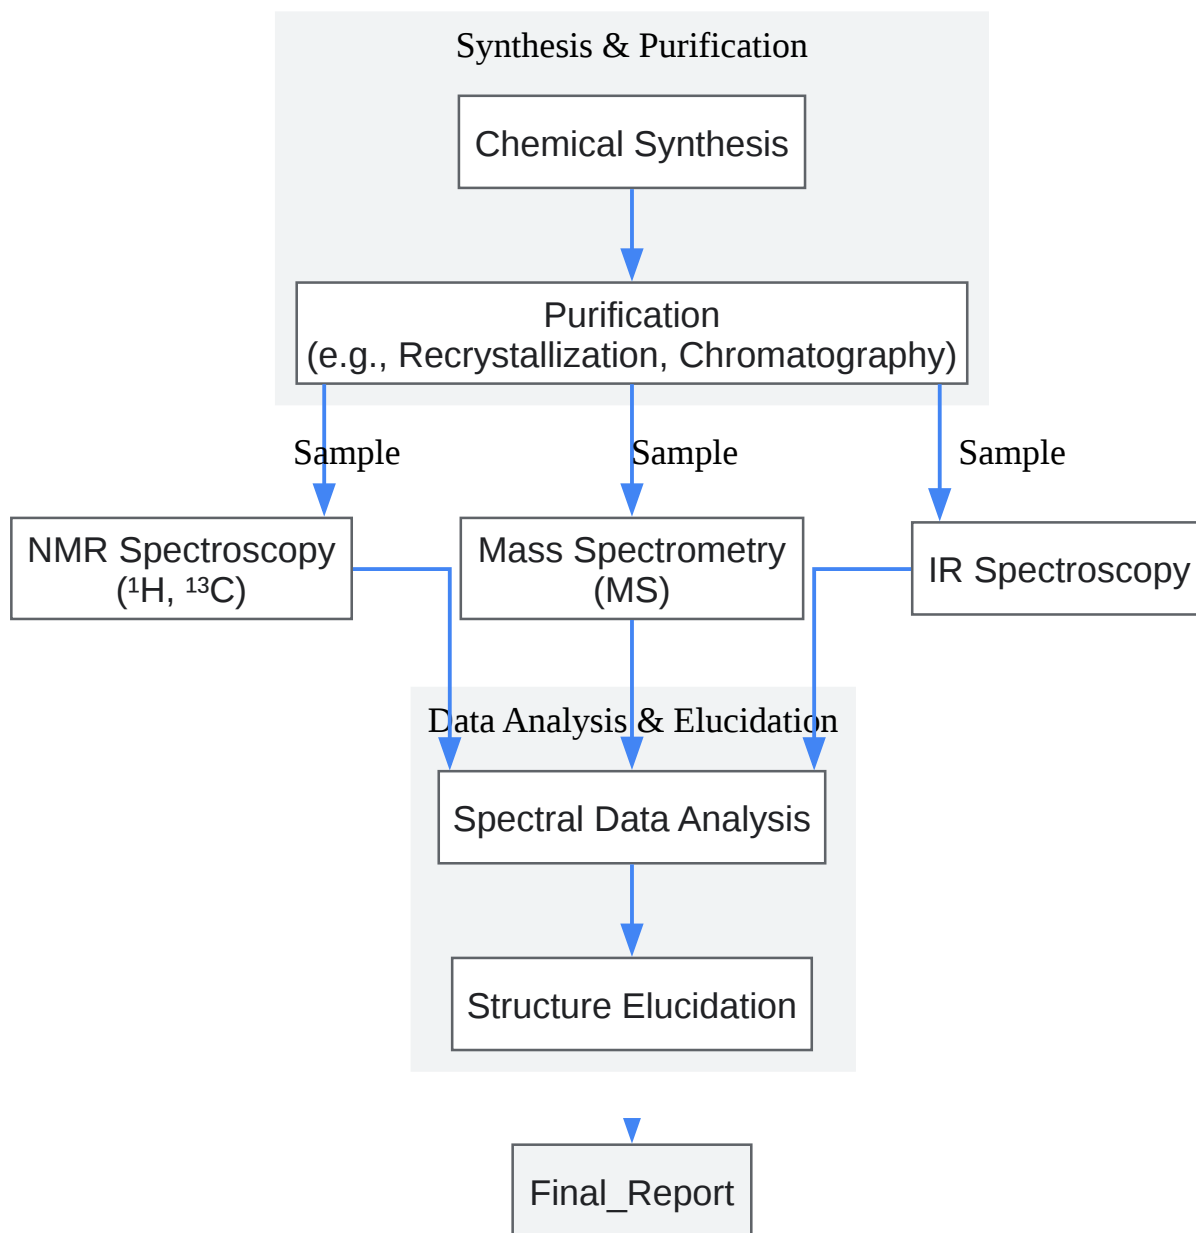 Synthesis & Purification
Chemical Synthesis
Purification
(e.g., Recrystallization, Chromatography)
Sample
Sample
Sample
NMR Spectroscopy
(¹H, ¹³C)
Mass Spectrometry
(MS)
IR Spectroscopy
Data Analysis & Elucidation
Spectral Data Analysis
Structure Elucidation
Final_Report